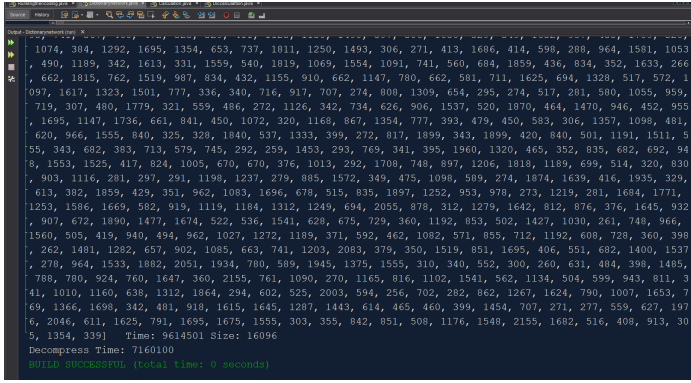 RunlengthEncoding.java × Dictionarynetwork.java × Calculation.java × Decalculation.java ×
Source History
Output - Dictionarynetwork (run) ×
, 1074, 384, 1292, 1695, 1354, 653, 737, 1811, 1250, 1493, 306, 271, 413, 1686, 414, 598, 288, 964, 1581, 1053
, 490, 1189, 342, 1613, 331, 1559, 540, 1819, 1069, 1554, 1091, 741, 560, 684, 1859, 436, 834, 352, 1633, 266
, 662, 1815, 762, 1519, 987, 834, 432, 1155, 910, 662, 1147, 780, 662, 581, 711, 1625, 694, 1328, 517, 572, 1
097, 1617, 1323, 1501, 777, 336, 340, 716, 917, 707, 274, 808, 1309, 654, 295, 274, 517, 281, 580, 1055, 959,
, 719, 307, 480, 1779, 321, 559, 486, 272, 1126, 342, 734, 626, 906, 1537, 520, 1870, 464, 1470, 946, 452, 955
, 1695, 1147, 1736, 661, 841, 450, 1072, 320, 1168, 867, 1354, 777, 393, 479, 450, 583, 306, 1357, 1098, 481,
, 620, 966, 1555, 840, 325, 328, 1840, 537, 1333, 399, 272, 817, 1899, 343, 1899, 420, 840, 501, 1191, 1511, 5
55, 343, 682, 383, 713, 579, 745, 292, 259, 1453, 293, 769, 341, 395, 1960, 1320, 465, 352, 835, 682, 692, 94
8, 1553, 1525, 417, 824, 1005, 670, 670, 376, 1013, 292, 1708, 748, 897, 1206, 1818, 1189, 699, 514, 320, 830
, 903, 1116, 281, 297, 291, 1198, 1237, 279, 885, 1572, 349, 475, 1098, 589, 274, 1874, 1639, 416, 1935, 329,
, 613, 382, 1859, 429, 351, 962, 1083, 1696, 678, 515, 835, 1897, 1252, 953, 978, 273, 1219, 281, 1684, 1771,
1253, 1586, 1669, 582, 919, 1119, 1184, 1312, 1249, 694, 2055, 878, 312, 1279, 1642, 812, 876, 376, 1645, 932
, 907, 672, 1890, 1477, 1674, 522, 536, 1541, 628, 675, 729, 360, 1192, 853, 502, 1427, 1030, 261, 748, 966,
1560, 505, 419, 940, 494, 962, 1027, 1272, 1189, 371, 592, 462, 1082, 571, 855, 712, 1192, 608, 728, 360, 398
, 262, 1481, 1282, 657, 902, 1085, 663, 741, 1203, 2083, 379, 350, 1519, 851, 1695, 406, 551, 682, 1400, 1537
, 278, 964, 1533, 1882, 2051, 1934, 780, 589, 1945, 1375, 1555, 310, 340, 552, 300, 260, 631, 484, 398, 1485,
, 788, 780, 924, 760, 1647, 360, 2155, 761, 1090, 270, 1165, 816, 1102, 1541, 562, 1134, 504, 599, 943, 811, 3
41, 1010, 1160, 638, 1312, 1864, 294, 602, 525, 2003, 594, 256, 702, 282, 862, 1267, 1624, 790, 1007, 1653, 7
69, 1366, 1698, 342, 481, 918, 1615, 1645, 1287, 1443, 614, 465, 460, 399, 1454, 707, 271, 277, 559, 627, 197
6, 2046, 611, 1625, 791, 1695, 1675, 1555, 303, 355, 842, 851, 508, 1176, 1548, 2155, 1682, 516, 408, 913, 30
5, 1354, 339] Time: 9614501 Size: 16096
Decompress Time: 7160100
BUILD SUCCESSFUL (total time: 0 seconds)